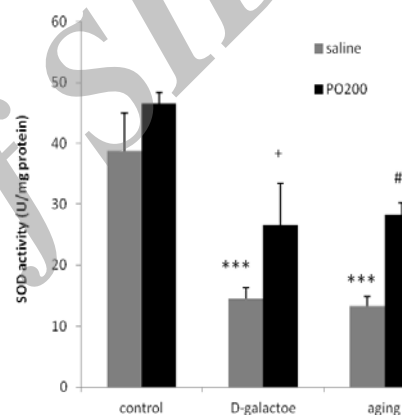 60
saline
50
PO200
40
+
30
#
20
***
***
10
0
SOD activity (U/mg protein)
control
D-galactoe
aging